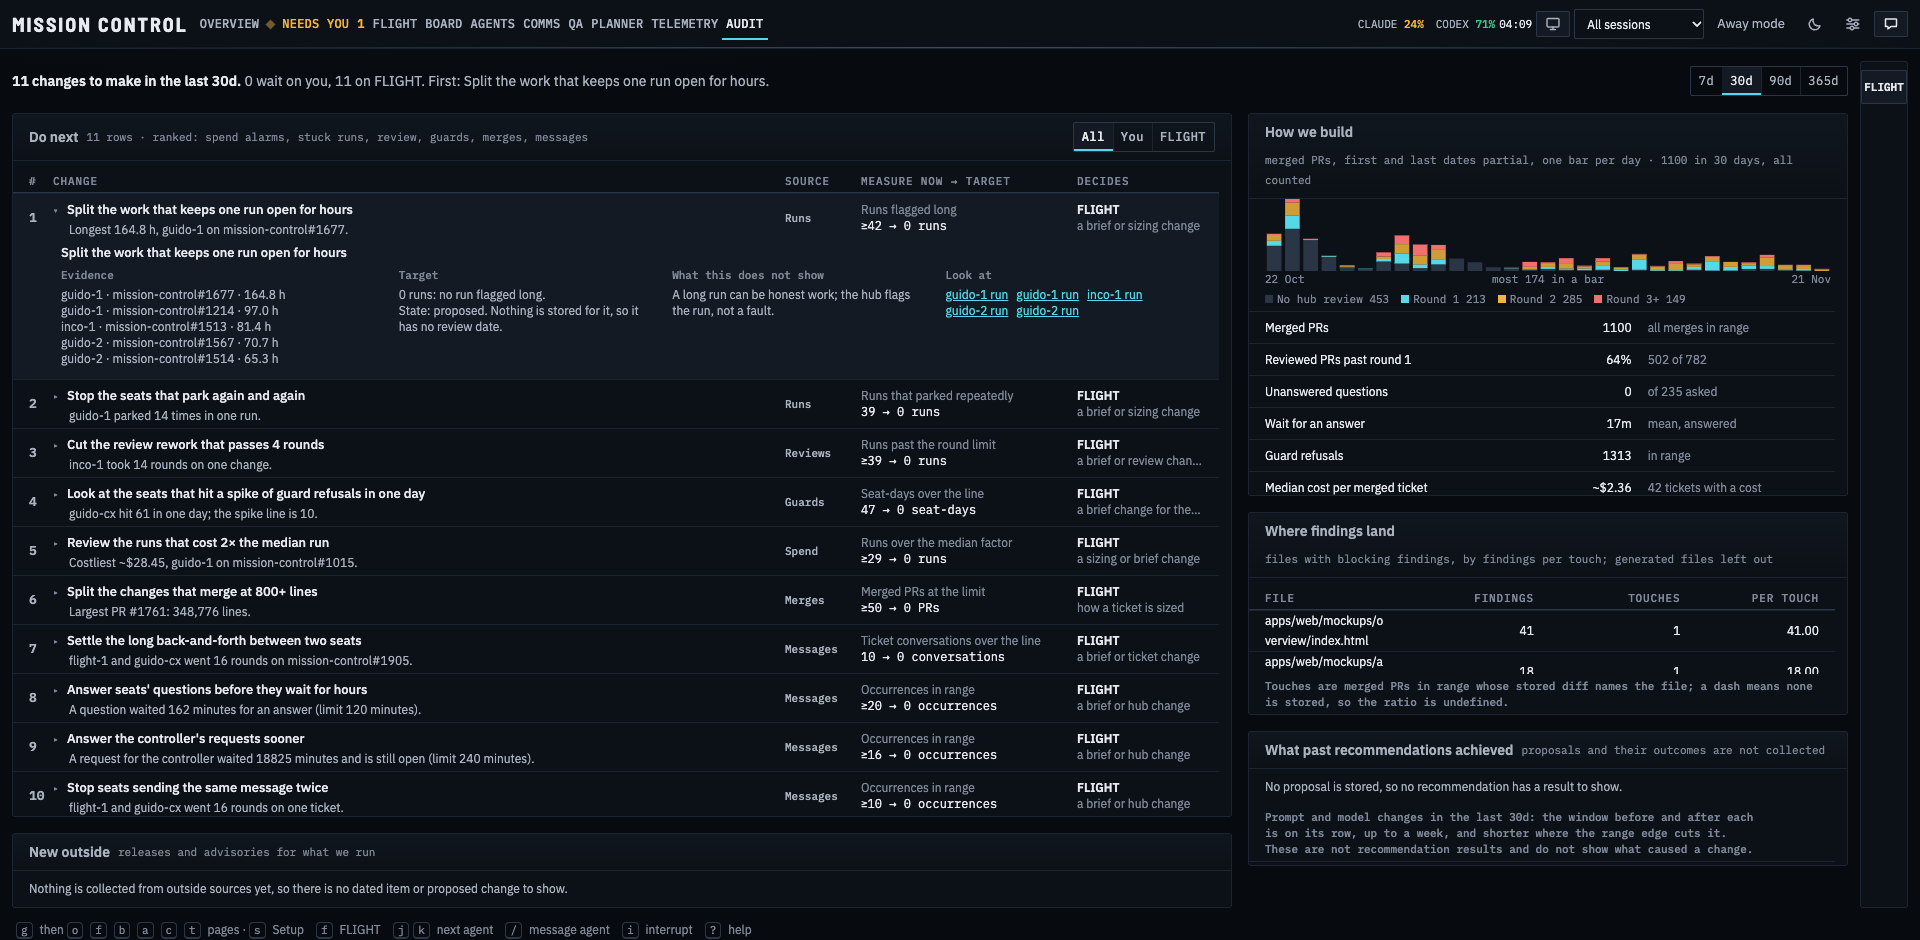 MISSION CONTROL OVERVIEW ◆ NEEDS YOU 1 FLIGHT BOARD AGENTS COMMS QA PLANNER TELEMETRY AUDIT CLAUDE 24% CODEX 71% 04:09 All sessions Away mode
11 changes to make in the last 30d. 0 wait on you, 11 on FLIGHT. First: Split the work that keeps one run open for hours.
7d 30d 90d 365d
FLIGHT
Do next 11 rows · ranked: spend alarms, stuck runs, review, guards, merges, messages
All You FLIGHT
# CHANGE SOURCE MEASURE NOW → TARGET DECIDES
1 Split the work that keeps one run open for hours
Longest 164.8 h, guido-1 on mission-control#1677.
Runs
Runs flagged long
≥42 → 0 runs
FLIGHT
a brief or sizing change
Split the work that keeps one run open for hours
Evidence
guido-1 · mission-control#1677 · 164.8 h
guido-1 · mission-control#1214 · 97.0 h
inco-1 · mission-control#1513 · 81.4 h
guido-2 · mission-control#1567 · 70.7 h
guido-2 · mission-control#1514 · 65.3 h
Target
0 runs: no run flagged long.
State: proposed. Nothing is stored for it, so it
has no review date.
What this does not show
A long run can be honest work; the hub flags
the run, not a fault.
Look at
guido-1 run guido-1 run inco-1 run
guido-2 run guido-2 run
2 Stop the seats that park again and again
guido-1 parked 14 times in one run.
Runs
Runs that parked repeatedly
39 → 0 runs
FLIGHT
a brief or sizing change
3 Cut the review rework that passes 4 rounds
inco-1 took 14 rounds on one change.
Reviews
Runs past the round limit
≥39 → 0 runs
FLIGHT
a brief or review chan...
4 Look at the seats that hit a spike of guard refusals in one day
guido-cx hit 61 in one day; the spike line is 10.
Guards
Seat-days over the line
47 → 0 seat-days
FLIGHT
a brief change for the...
5 Review the runs that cost 2× the median run
Costliest ~$28.45, guido-1 on mission-control#1015.
Spend
Runs over the median factor
≥29 → 0 runs
FLIGHT
a sizing or brief change
6 Split the changes that merge at 800+ lines
Largest PR #1761: 348,776 lines.
Merges
Merged PRs at the limit
≥50 → 0 PRs
FLIGHT
how a ticket is sized
7 Settle the long back-and-forth between two seats
flight-1 and guido-cx went 16 rounds on mission-control#1905.
Messages
Ticket conversations over the line
10 → 0 conversations
FLIGHT
a brief or ticket change
8 Answer seats' questions before they wait for hours
A question waited 162 minutes for an answer (limit 120 minutes).
Messages
Occurrences in range
≥20 → 0 occurrences
FLIGHT
a brief or hub change
9 Answer the controller's requests sooner
A request for the controller waited 18825 minutes and is still open (limit 240 minutes).
Messages
Occurrences in range
≥16 → 0 occurrences
FLIGHT
a brief or hub change
10 Stop seats sending the same message twice
flight-1 and guido-cx went 16 rounds on one ticket.
Messages
Occurrences in range
≥10 → 0 occurrences
FLIGHT
a brief or hub change
New outside releases and advisories for what we run
Nothing is collected from outside sources yet, so there is no dated item or proposed change to show.
How we build
merged PRs, first and last dates partial, one bar per day · 1100 in 30 days, all
counted
22 Oct most 174 in a bar 21 Nov
No hub review 453 Round 1 213 Round 2 285 Round 3+ 149
Merged PRs 1100 all merges in range
Reviewed PRs past round 1 64% 502 of 782
Unanswered questions 0 of 235 asked
Wait for an answer 17m mean, answered
Guard refusals 1313 in range
Median cost per merged ticket ~$2.36 42 tickets with a cost
Where findings land
files with blocking findings, by findings per touch; generated files left out
FILE FINDINGS TOUCHES PER TOUCH
apps/web/mockups/o
verview/index.html 41 1 41.00
apps/web/mockups/a
18 1 18.00
Touches are merged PRs in range whose stored diff names the file; a dash means none
is stored, so the ratio is undefined.
What past recommendations achieved proposals and their outcomes are not collected
No proposal is stored, so no recommendation has a result to show.
Prompt and model changes in the last 30d: the window before and after each
is on its row, up to a week, and shorter where the range edge cuts it.
These are not recommendation results and do not show what caused a change.
g then o f b a c t pages · s Setup f FLIGHT j k next agent / message agent i interrupt ? help